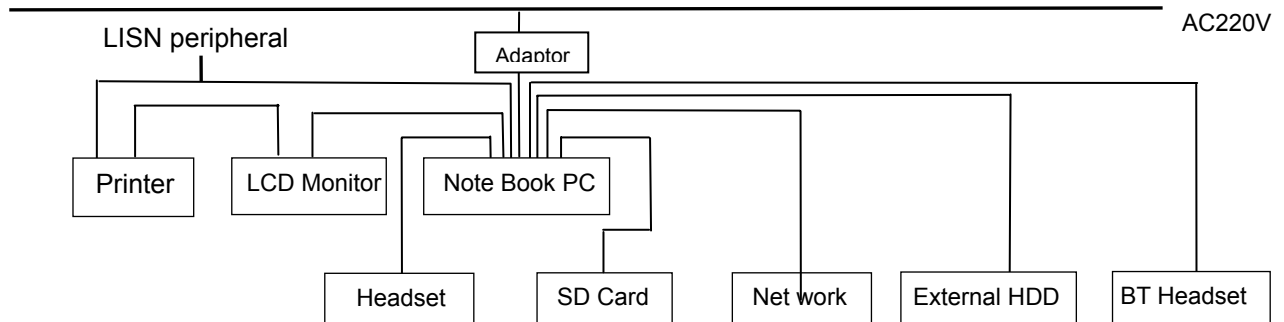 AC220V
LISN peripheral
Adaptor
Printer
LCD Monitor
Note Book PC
Headset
SD Card
Net work
External HDD
BT Headset